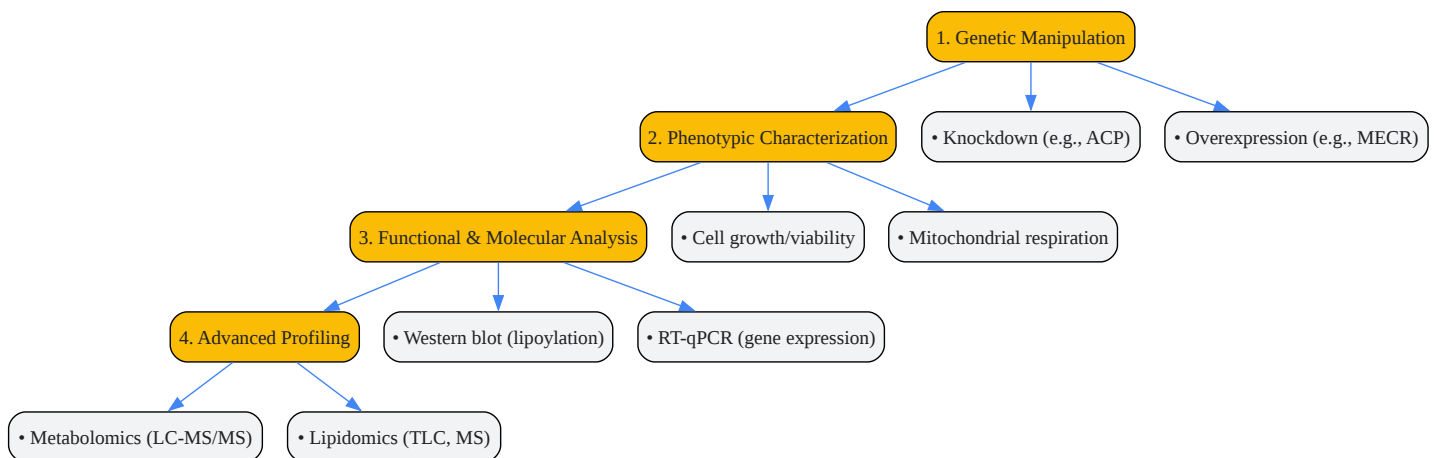 1. Genetic Manipulation
2. Phenotypic Characterization
• Knockdown (e.g., ACP)
• Overexpression (e.g., MECR)
3. Functional & Molecular Analysis
• Cell growth/viability
• Mitochondrial respiration
4. Advanced Profiling
• Western blot (lipoylation)
• RT-qPCR (gene expression)
• Metabolomics (LC-MS/MS)
• Lipidomics (TLC, MS)